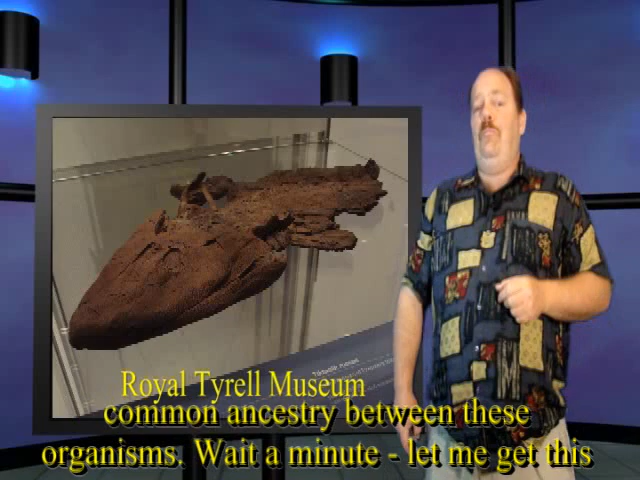 Royal Tyrell Museum
common ancestry between these
organisms. Wait a minute - let me get this